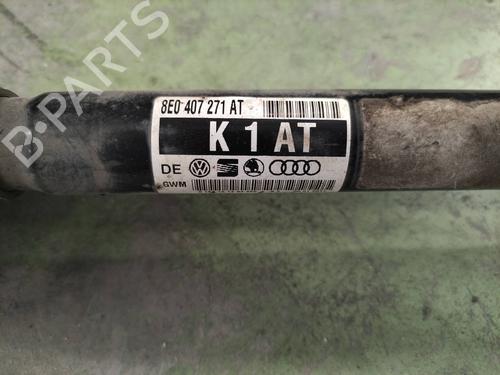 B-PARTS
8E0 407 271 AT
K 1 AT
DE
GWM